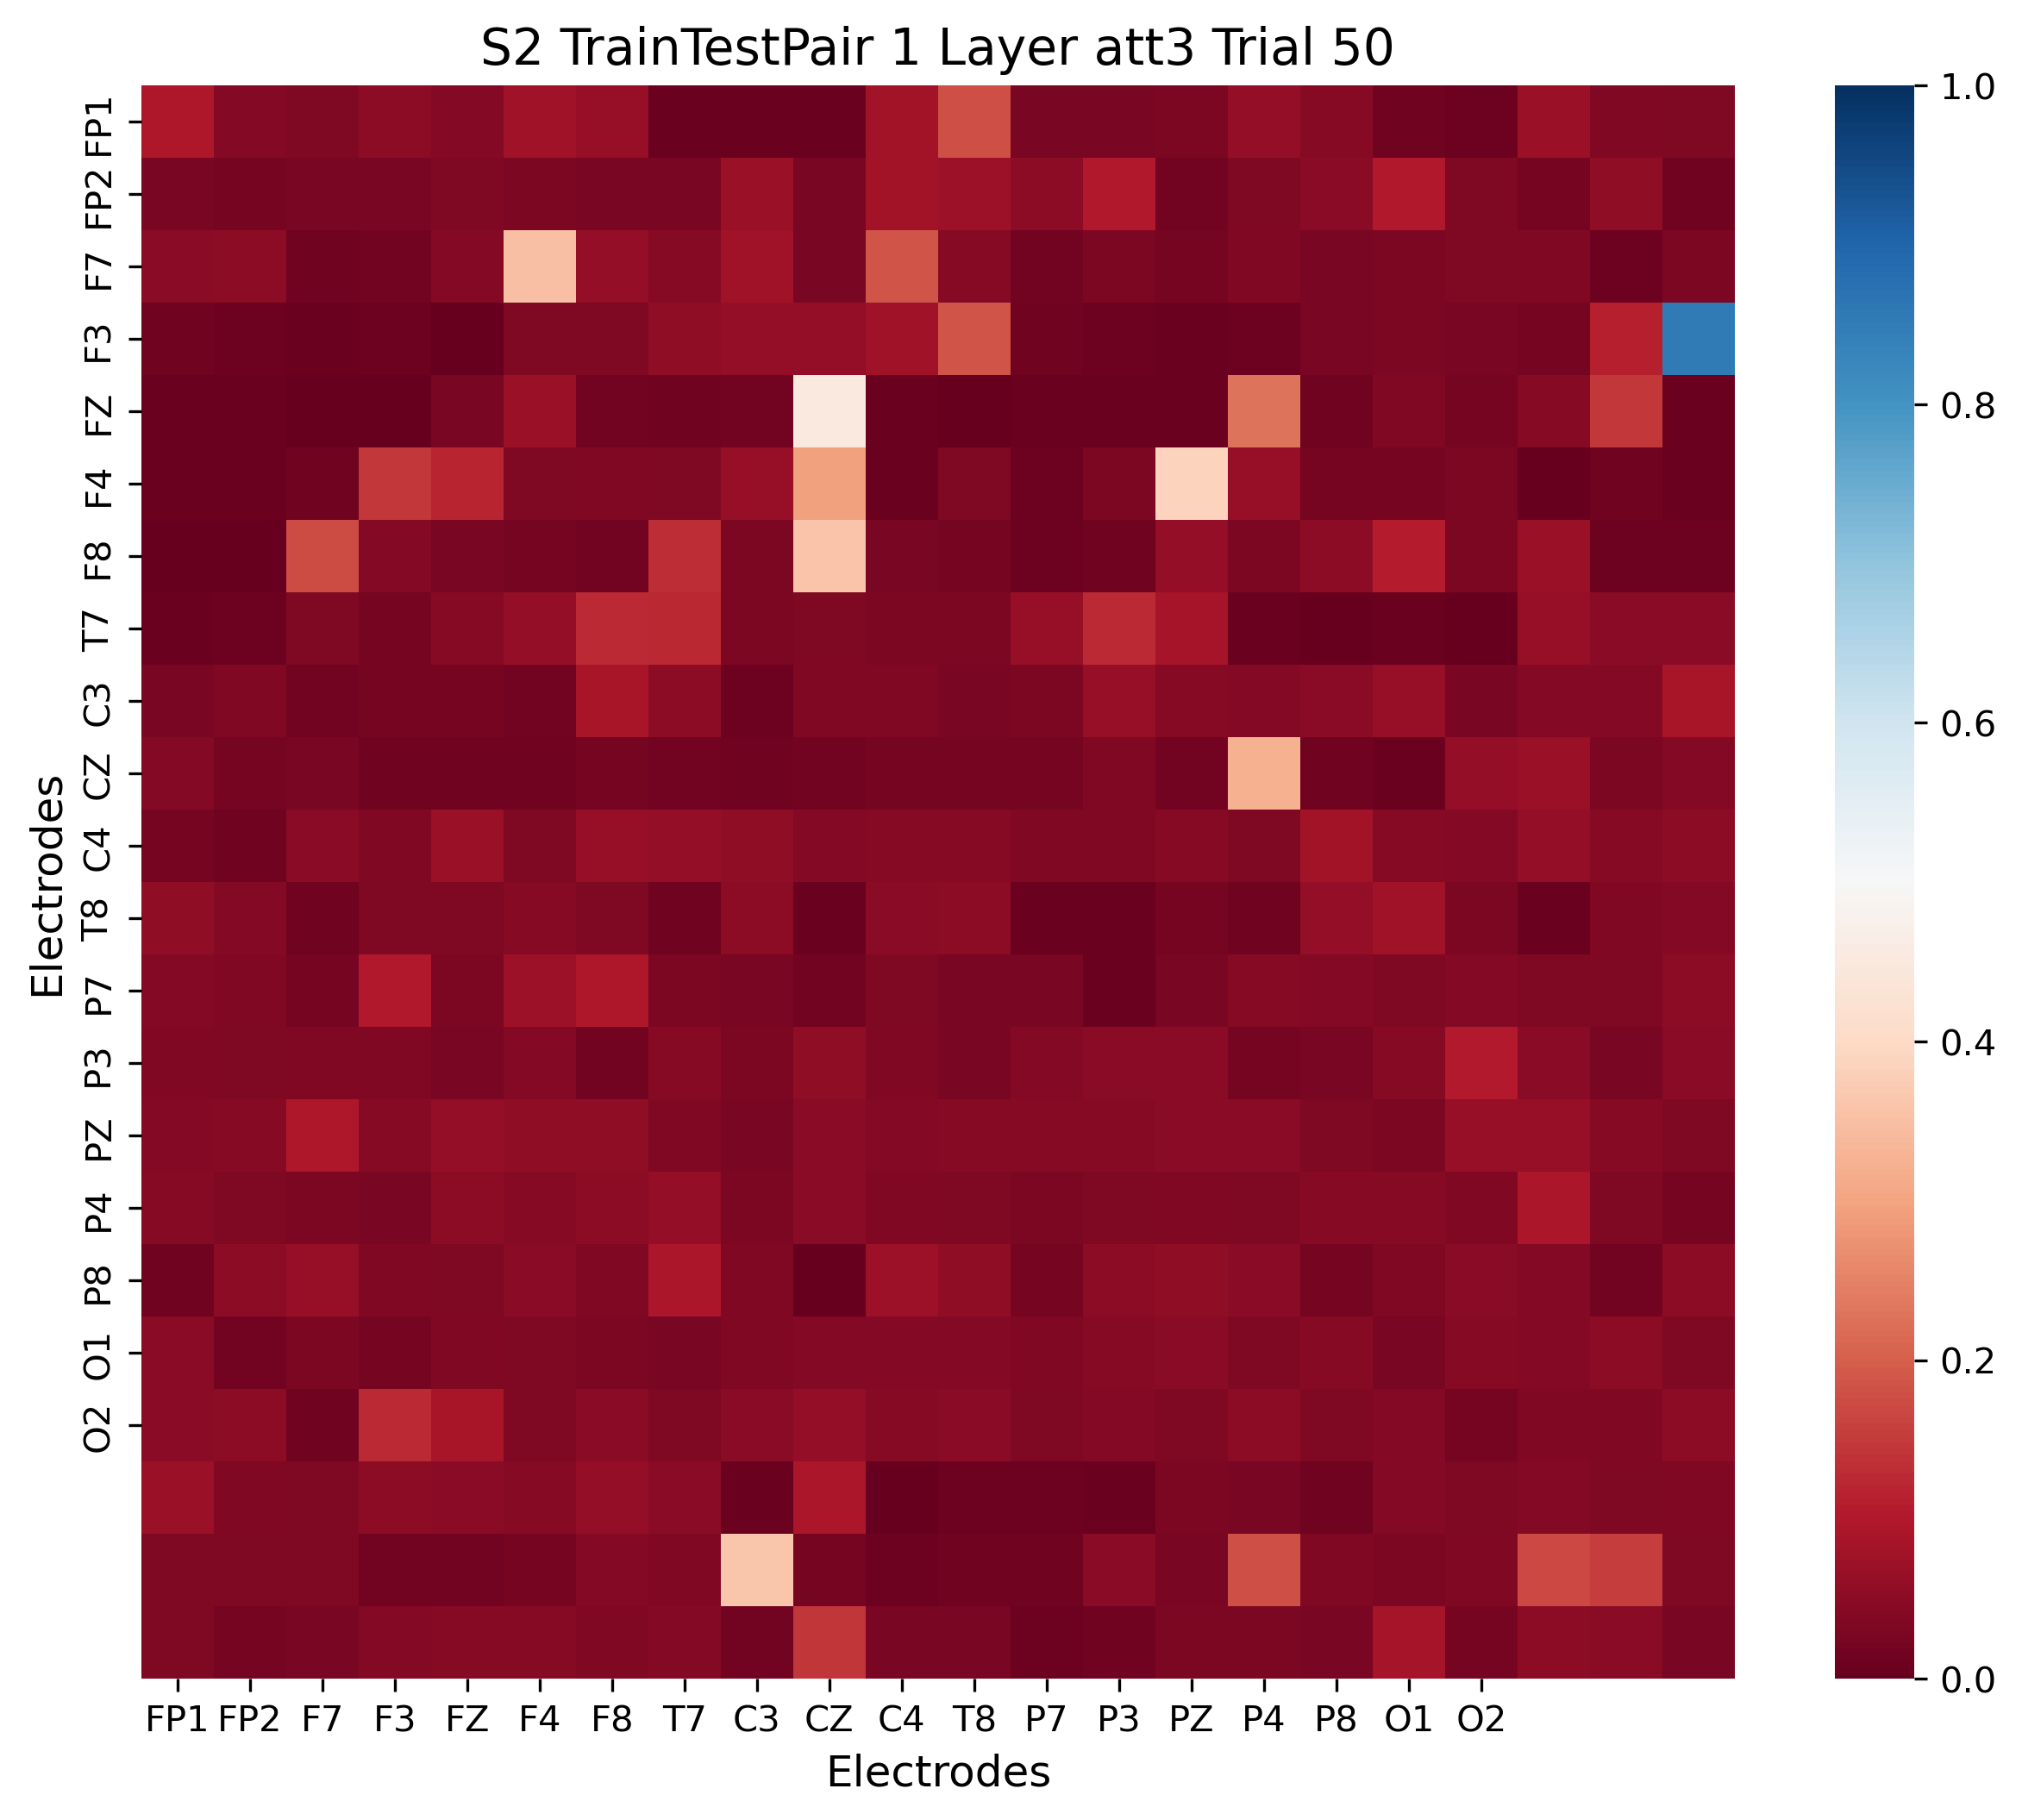 S2 TrainTestPair 1 Layer att3 Trial 50
Electrodes
FP1
FP2
F7
F3
FZ
F4
F8
T7
C3
CZ
C4
T8
P7
P3
PZ
P4
P8
O1
O2
FP1 FP2 F7 F3 FZ F4 F8 T7 C3 CZ C4 T8 P7 P3 PZ P4 P8 O1 O2
Electrodes
1.0
0.8
0.6
0.4
0.2
0.0